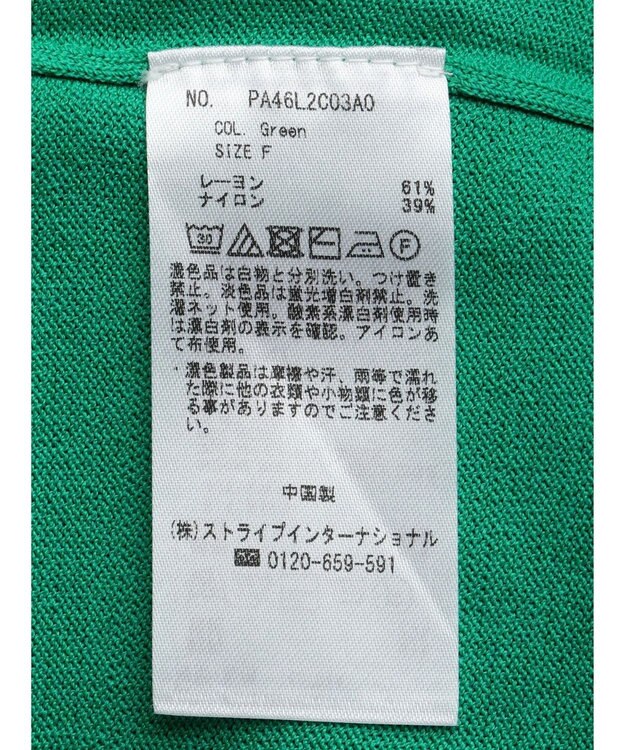 NO. PA46L2C03A0
COL. Green
SIZE F
レーヨン 61%
ナイロン 39%
30 F
濃色品は白物と分別洗い。つけ置き
禁止。淡色品は蛍光増白剤禁止。洗
濯ネット使用。酸素系漂白剤使用時
は漂白剤の表示を確認。アイロンあ
て布使用。
・濃色製品は摩擦や汗、雨等で濡れ
た際に他の衣類や小物類に色が移
る事がありますのでご注意くださ
い。
中国製
(株)ストライプインターナショナル
0120-659-591